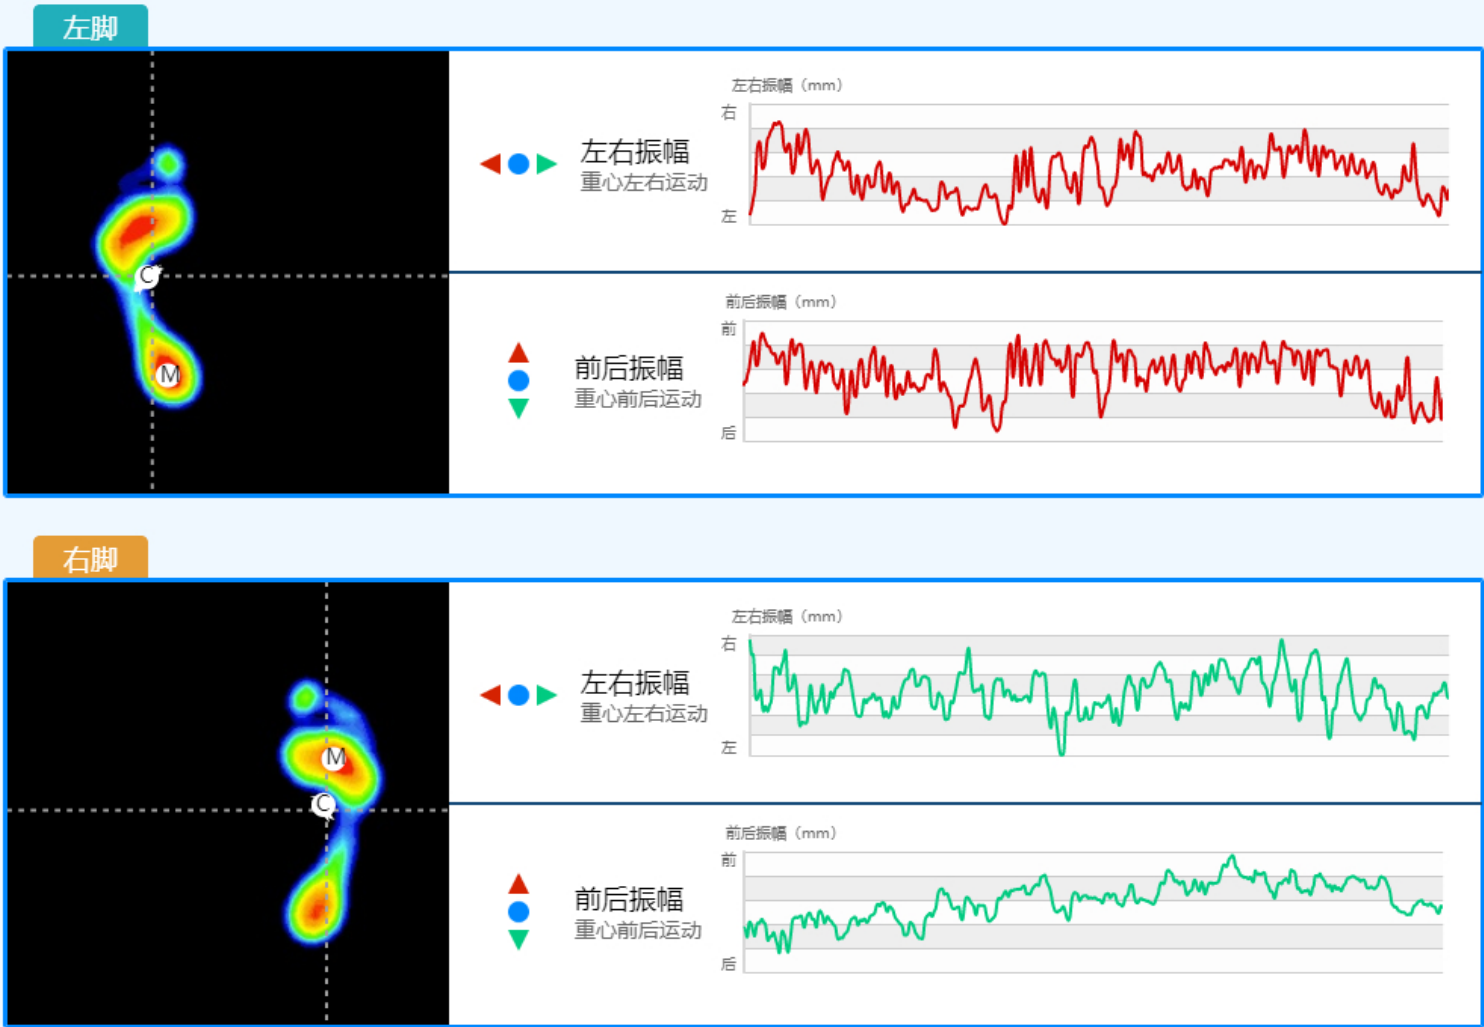 左脚
左右振幅（mm）
右
左右振幅
重心左右运动
左
C
M
前后振幅（mm）
前
前后振幅
重心前后运动
后
右脚
左右振幅（mm）
右
左右振幅
重心左右运动
左
M
C
前后振幅（mm）
前
前后振幅
重心前后运动
后